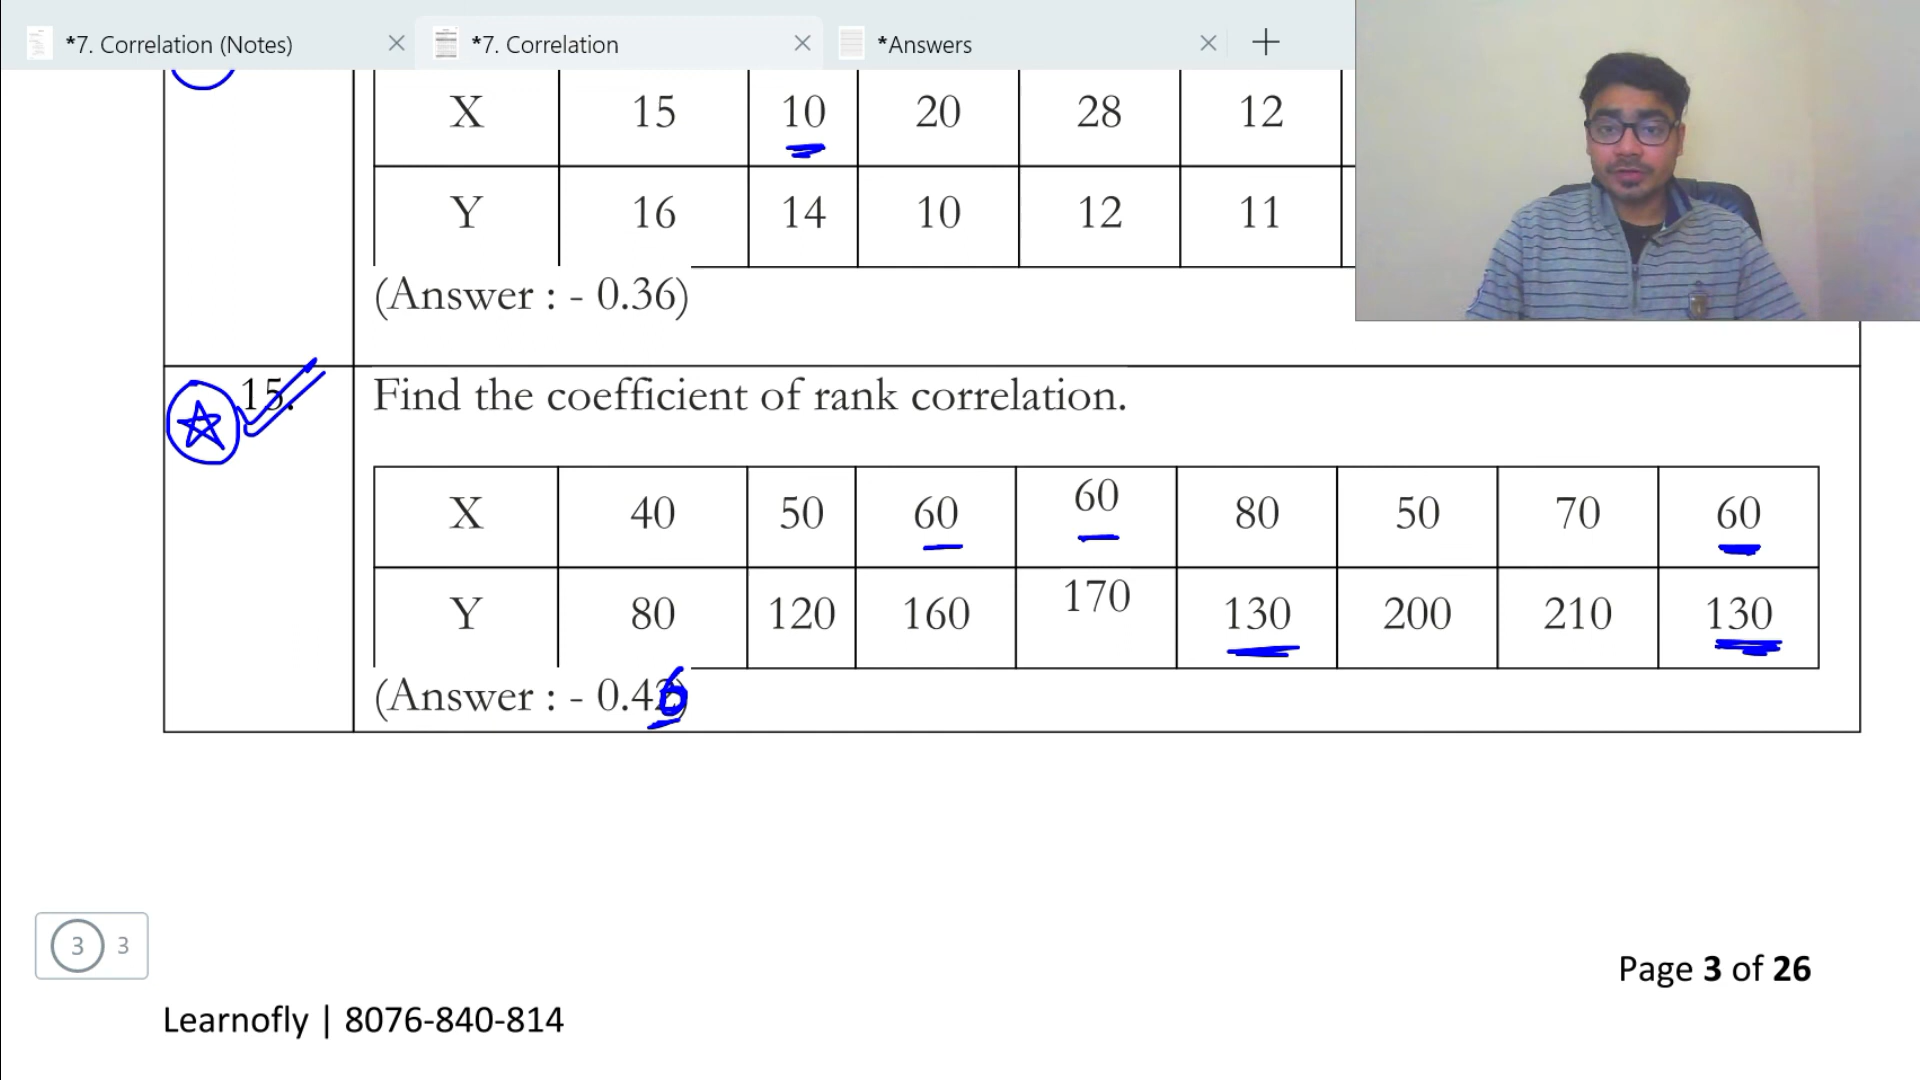 *7. Correlation (Notes) *7. Correlation *Answers
X 15 10 20 28 12
Y 16 14 10 12 11
(Answer : - 0.36)
15. Find the coefficient of rank correlation.
X 40 50 60 60 80 50 70 60
Y 80 120 160 170 130 200 210 130
(Answer : - 0.46)
3 3
Page 3 of 26
Learnofly | 8076-840-814